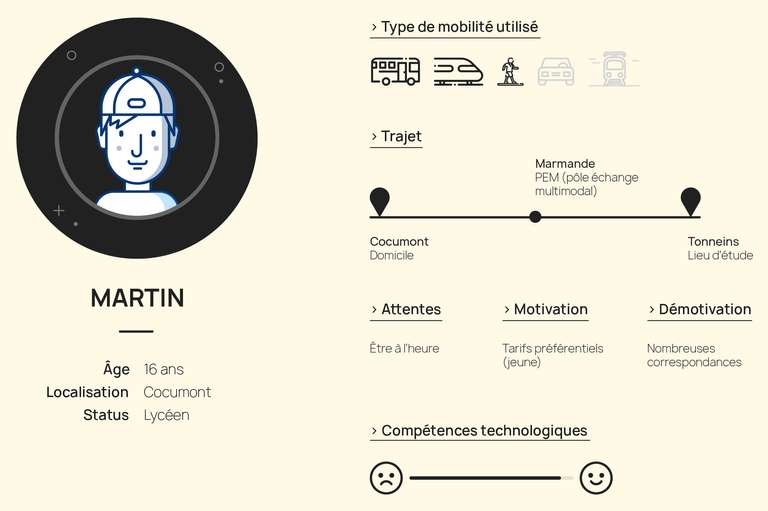 MARTIN
Âge 16 ans
Localisation Cocumont
Status Lycéen
> Type de mobilité utilisé
> Trajet
Marmande
PEM (pôle échange
multimodal)
Cocumont
Domicile
Tonneins
Lieu d'étude
> Attentes
Être à l'heure
> Motivation
Tarifs préférentiels
(jeune)
> Démotivation
Nombreuses
correspondances
> Compétences technologiques